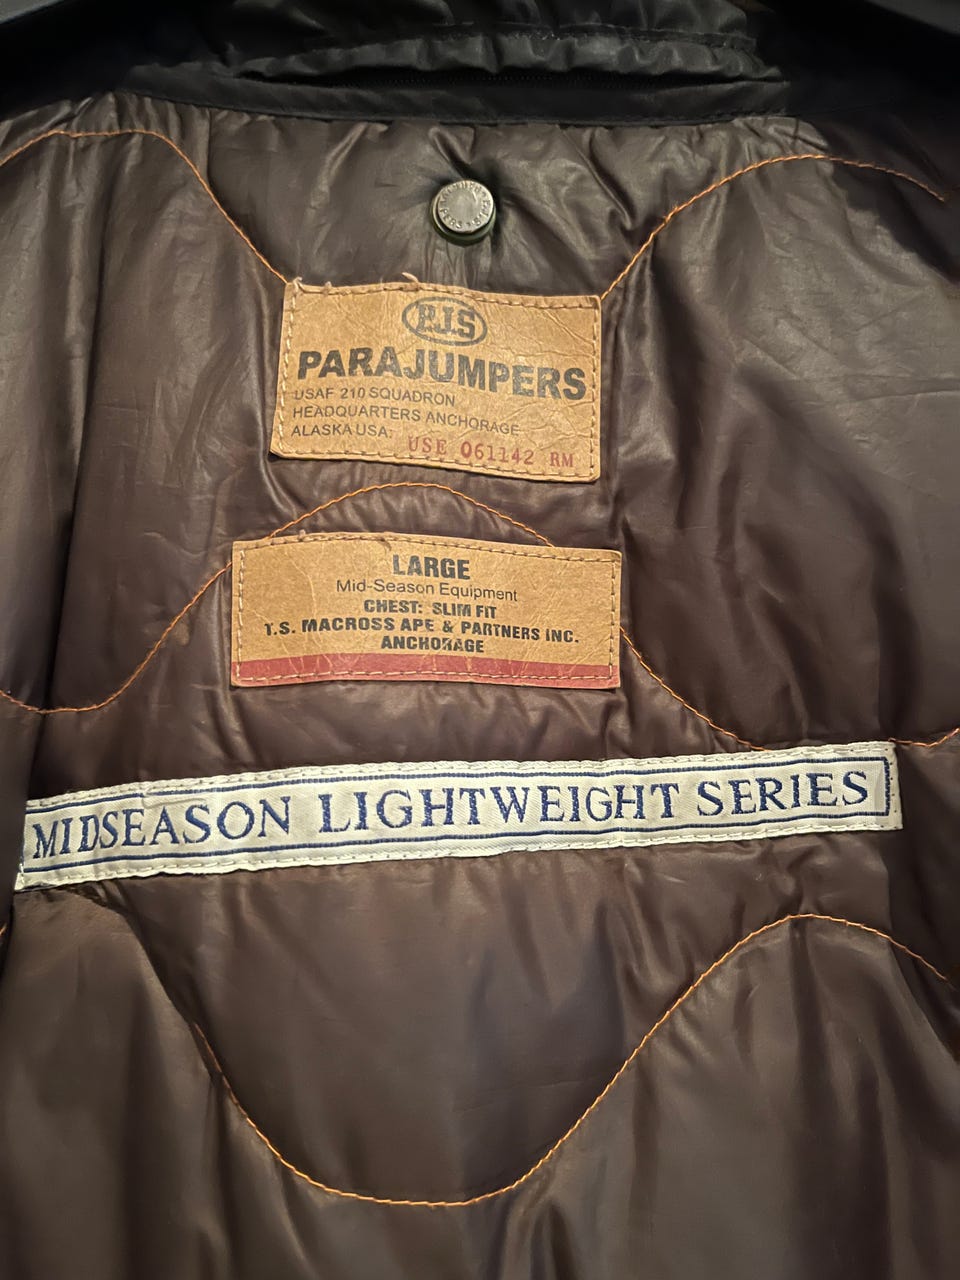 P.J.S
PARAJUMPERS
USAF 210 SQUADRON
HEADQUARTERS ANCHORAGE
ALASKA USA. USE 061142 RM
LARGE
Mid-Season Equipment
CHEST: SLIM FIT
T.S. MACROSS APE & PARTNERS INC.
ANCHORAGE
MIDSEASON LIGHTWEIGHT SERIES